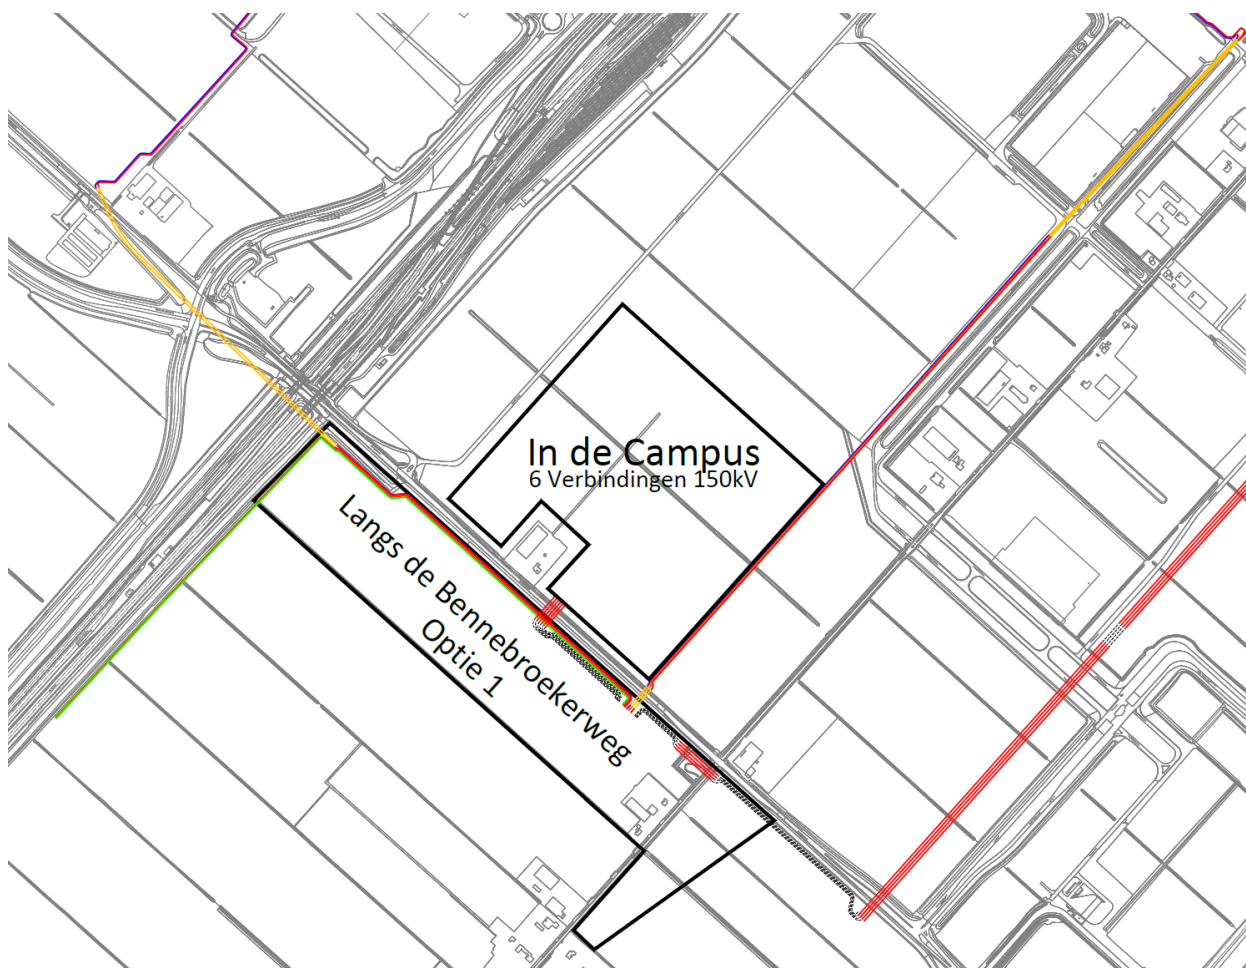 In de Campus
6 Verbindingen 150kV
Langs de Bennebroekerweg
Optie 1